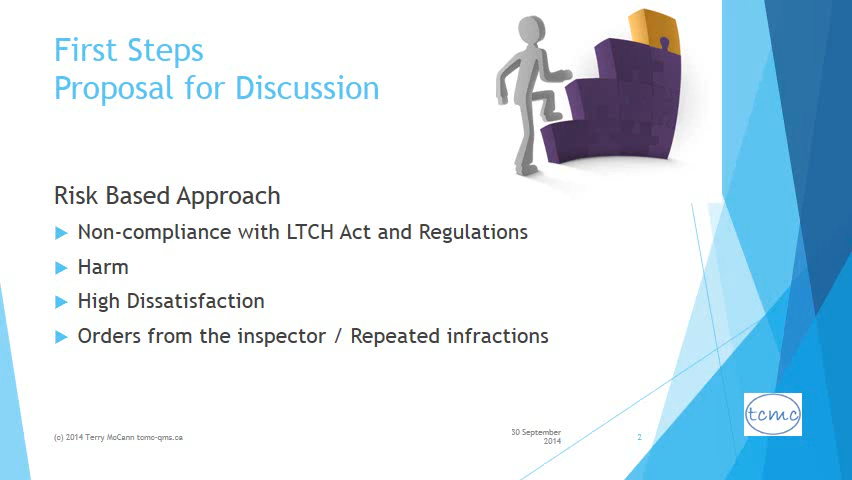 First Steps
Proposal for Discussion
Risk Based Approach
Non-compliance with LTCH Act and Regulations
Harm
High Dissatisfaction
Orders from the inspector / Repeated infractions
tcmc
(c) 2014 Terry McCann tcmc-qms.ca
30 September
2014
2